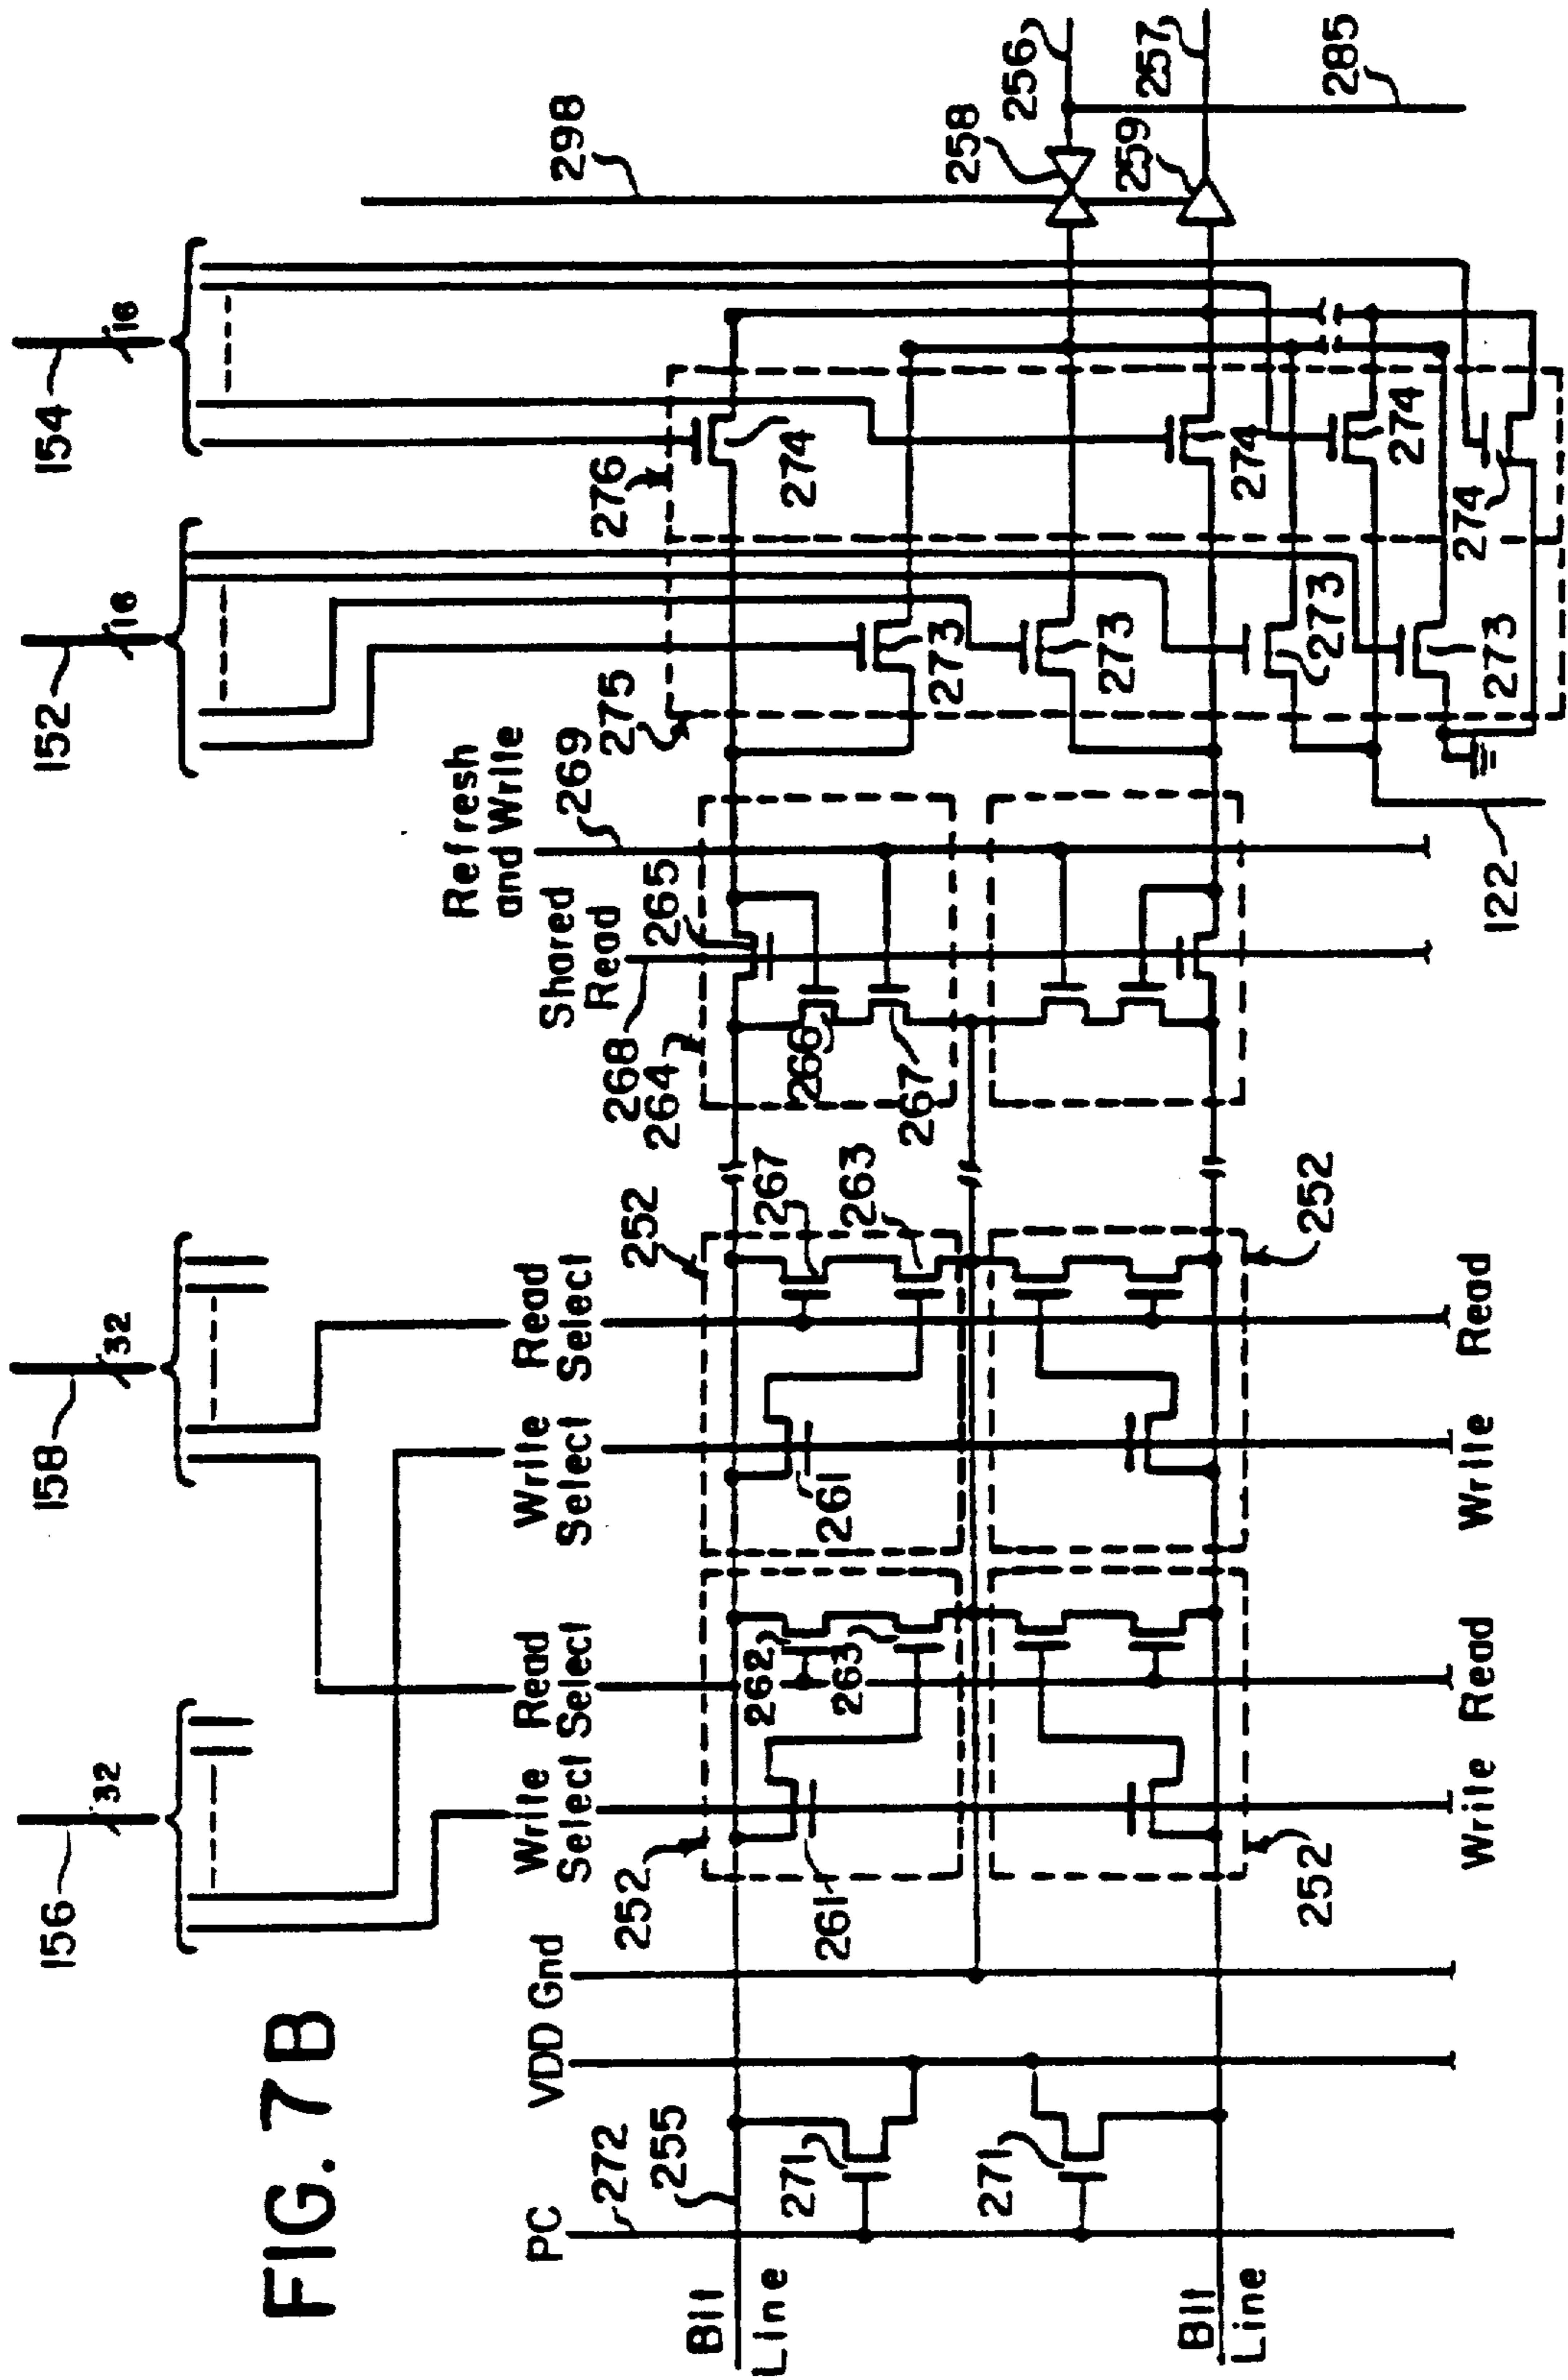 FIG. 7B
156
32
158
32
152
16
154
16
298
PC
VDD
Gnd
Write
Select
Read
Select
Write
Select
Read
Select
Shared
Read
Refresh
and Write
272
255
252
252
268
264
265
269
275
276
Bit
Line
271
271
261
262
263
261
267
263
266
267
273
273
273
273
274
274
274
274
258
256
259
257
285
Bit
Line
252
252
122
Write
Read
Write
Read